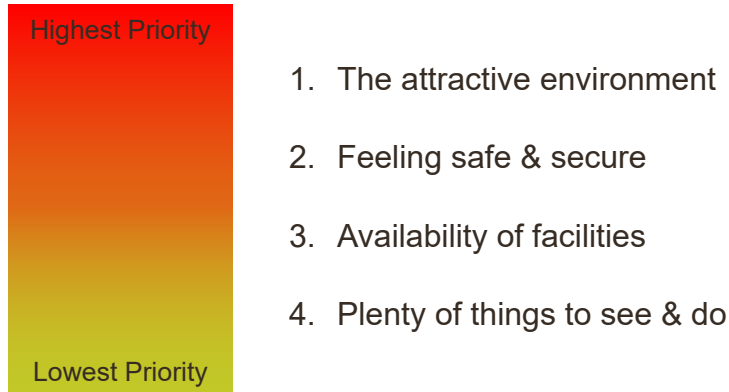 Highest Priority
1. The attractive environment
2. Feeling safe & secure
3. Availability of facilities
4. Plenty of things to see & do
Lowest Priority